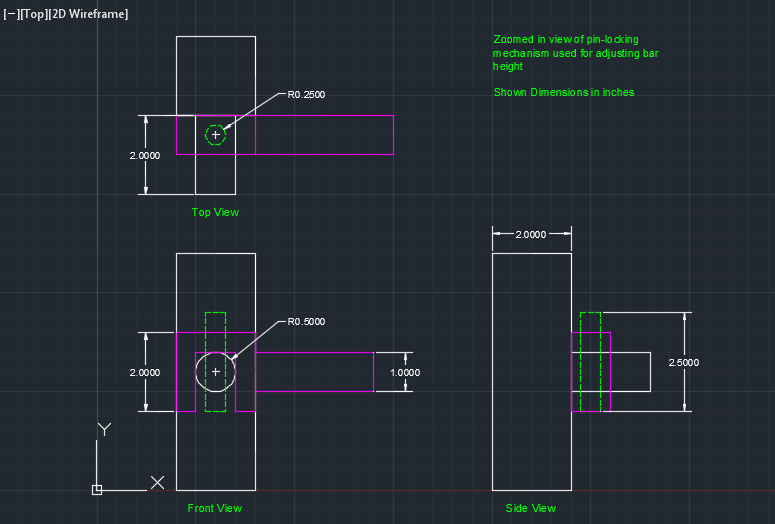 [−][Top][2D Wireframe]
Zoomed in view of pin-locking
mechanism used for adjusting bar
height
Shown Dimensions in inches
R0.2500
2.0000
Top View
2.0000
R0.5000
2.0000
1.0000
2.5000
Y
X
Front View
Side View